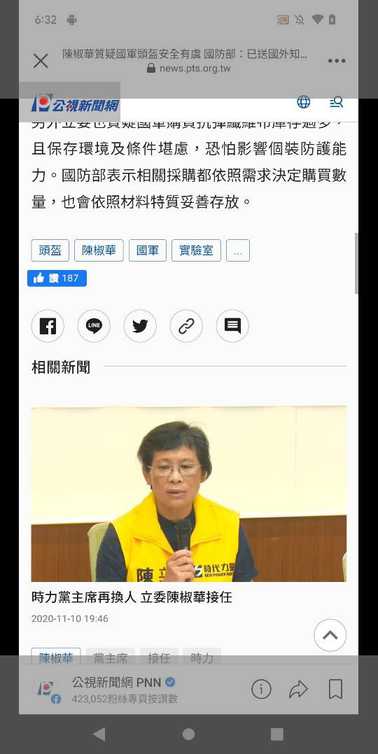 6:32
陳椒華質疑國軍頭盔安全有虞 國防部：已送國外知...
news.pts.org.tw
公視新聞網
另外立委也質疑國軍購買抗彈纖維布庫存過多，
且保存環境及條件堪慮，恐怕影響個裝防護能
力。國防部表示相關採購都依照需求決定購買數
量，也會依照材料特質妥善存放。
頭盔 陳椒華 國軍 實驗室 ...
讚 187
相關新聞
陳 時代力量
時力黨主席再換人 立委陳椒華接任
2020-11-10 19:46
陳椒華 黨主席 接任 時力
公視新聞網 PNN
423,052粉絲專頁按讚數